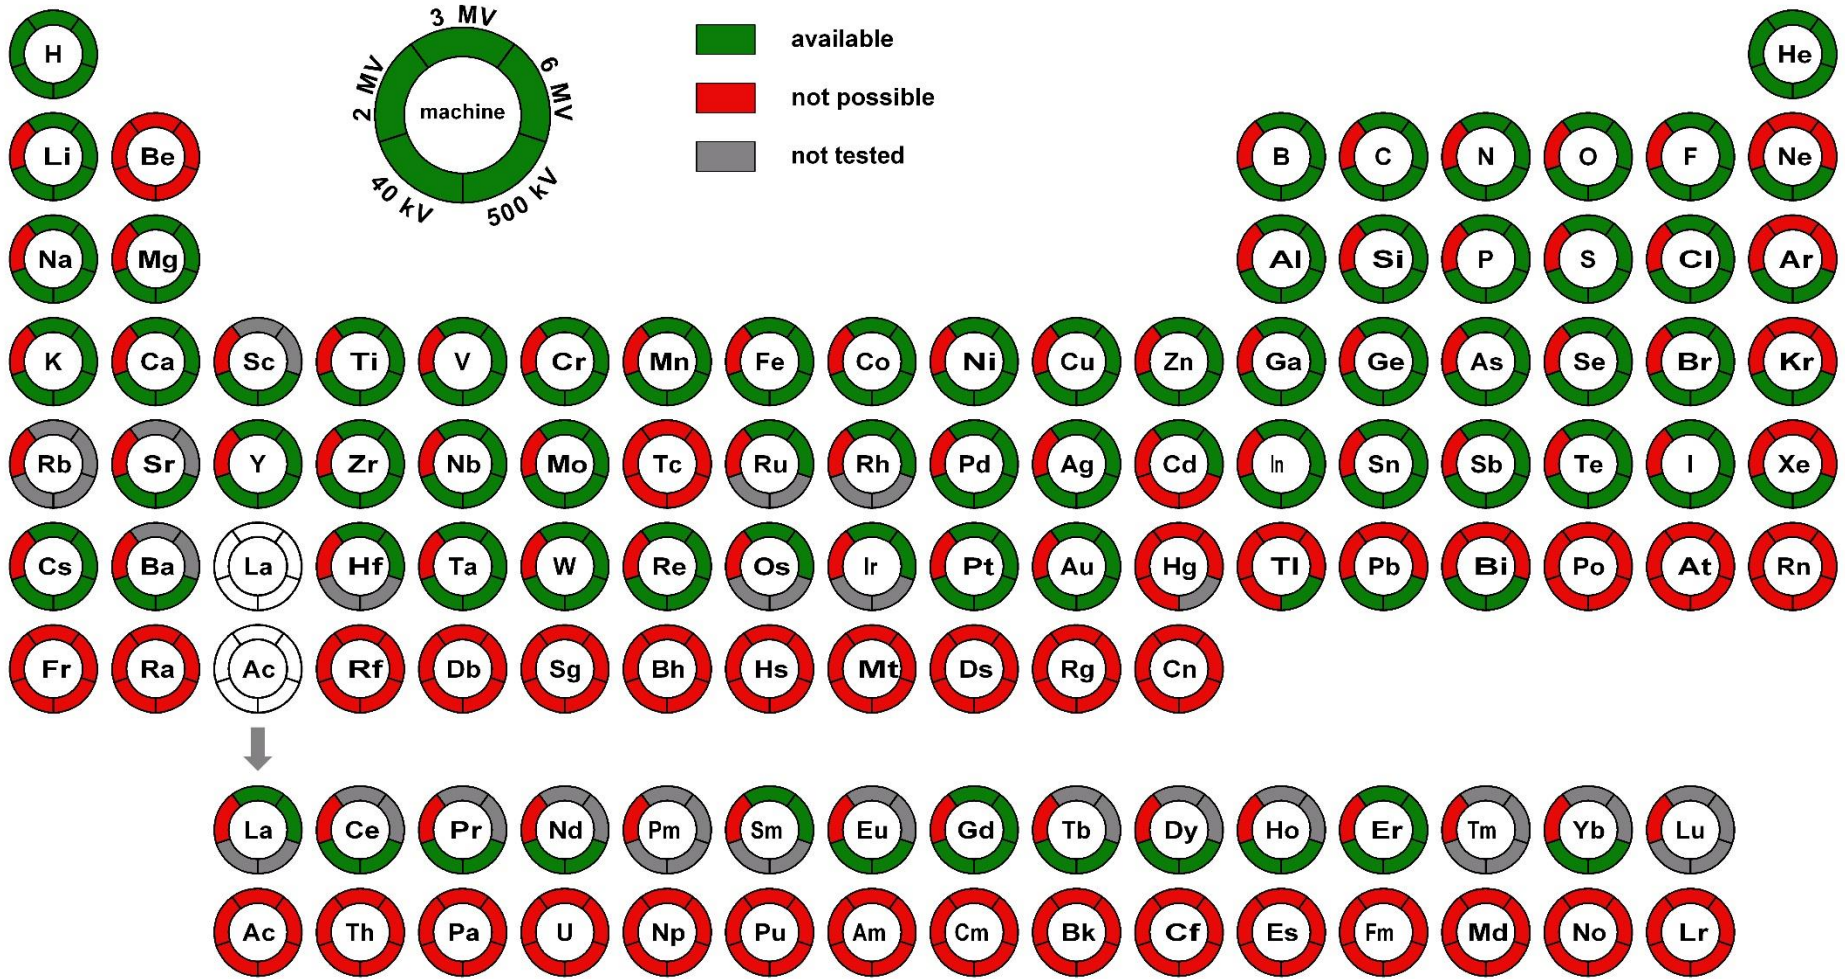 3 MV
H
2 MV
machine
6 MV
40 kV
500 kV
available
not possible
not tested
He
Li Be B C N O F Ne
Na Mg Al Si P S Cl Ar
K Ca Sc Ti V Cr Mn Fe Co Ni Cu Zn Ga Ge As Se Br Kr
Rb Sr Y Zr Nb Mo Tc Ru Rh Pd Ag Cd In Sn Sb Te I Xe
Cs Ba La Hf Ta W Re Os Ir Pt Au Hg Tl Pb Bi Po At Rn
Fr Ra Ac Rf Db Sg Bh Hs Mt Ds Rg Cn
La Ce Pr Nd Pm Sm Eu Gd Tb Dy Ho Er Tm Yb Lu
Ac Th Pa U Np Pu Am Cm Bk Cf Es Fm Md No Lr